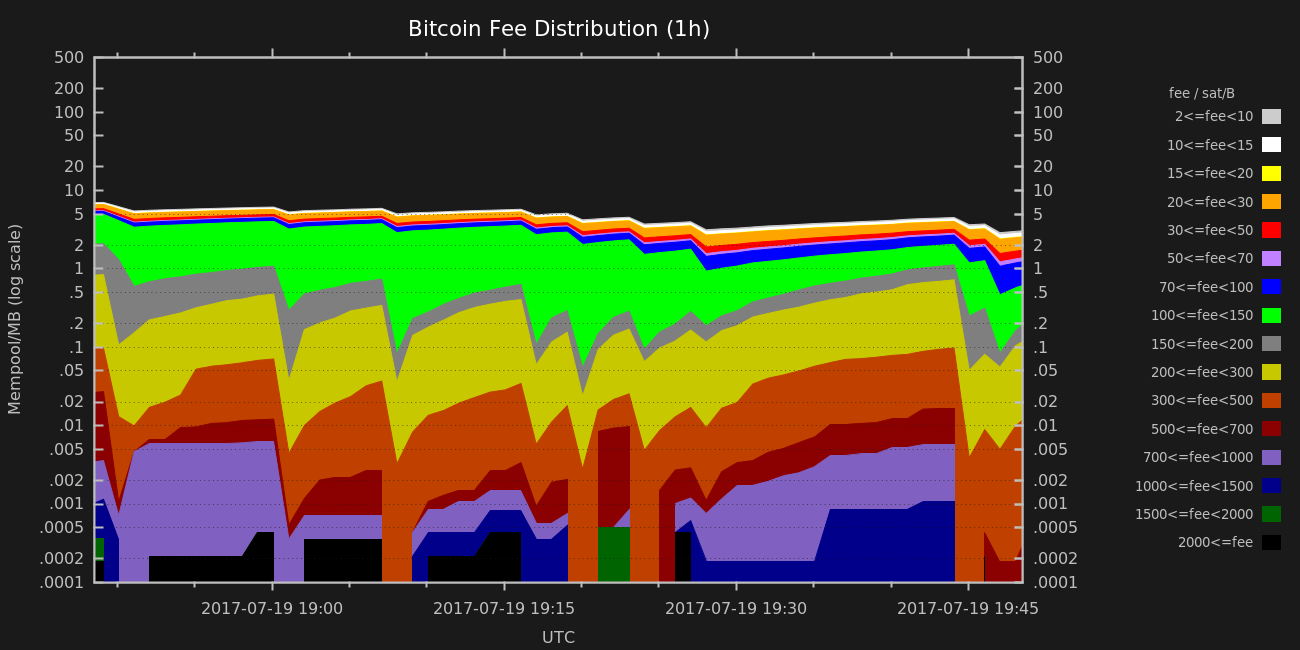 Bitcoin Fee Distribution (1h)
500
200
100
50
20
10
5
2
1
.5
.2
.1
.05
.02
.01
.005
.002
.001
.0005
.0002
.0001
Mempool/MB (log scale)
500
200
100
50
20
10
5
2
1
.5
.2
.1
.05
.02
.01
.005
.002
.001
.0005
.0002
.0001
2017-07-19 19:00
2017-07-19 19:15
2017-07-19 19:30
2017-07-19 19:45
UTC
fee / sat/B
2<=fee<10
10<=fee<15
15<=fee<20
20<=fee<30
30<=fee<50
50<=fee<70
70<=fee<100
100<=fee<150
150<=fee<200
200<=fee<300
300<=fee<500
500<=fee<700
700<=fee<1000
1000<=fee<1500
1500<=fee<2000
2000<=fee